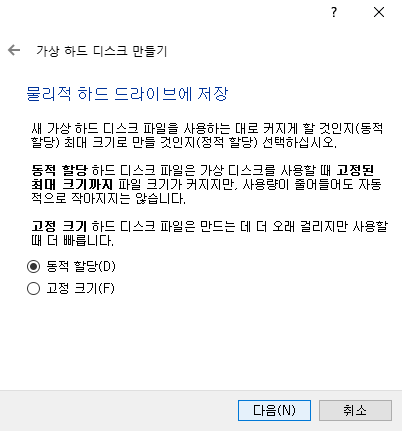 ?
가상 하드 디스크 만들기
물리적 하드 드라이브에 저장
새 가상 하드 디스크 파일을 사용하는 대로 커지게 할 것인지(동적
할당) 최대 크기로 만들 것인지(정적 할당) 선택하십시오.
동적 할당 하드 디스크 파일은 가상 디스크를 사용할 때 고정된
최대 크기까지 파일 크기가 커지지만, 사용량이 줄어들어도 자동
적으로 작아지지는 않습니다.
고정 크기 하드 디스크 파일은 만드는 데 더 오래 걸리지만 사용할
때 더 빠릅니다.
동적 할당(D)
고정 크기(F)
다음(N)
취소